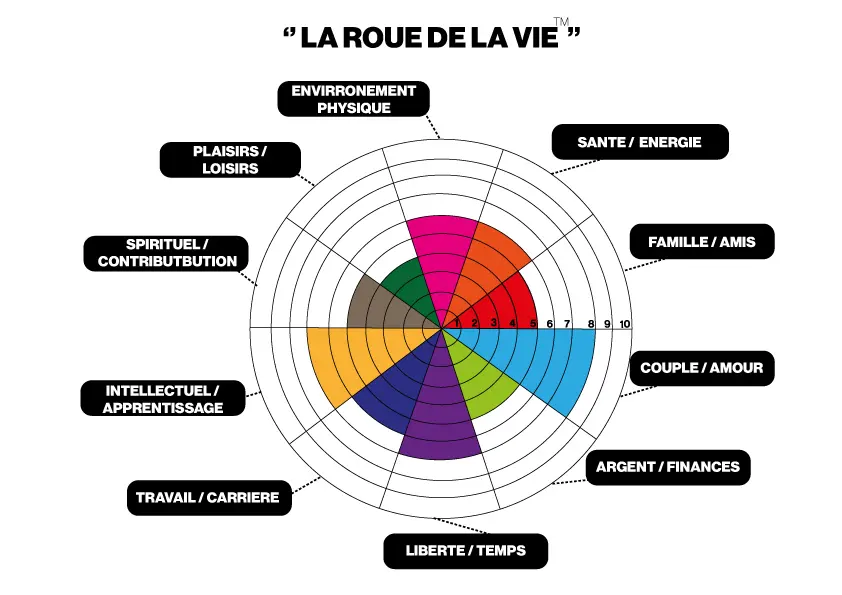 ‘’ LA ROUE DE LA VIE™ ’’
ENVIRRONEMENT
PHYSIQUE
SANTE / ENERGIE
PLAISIRS /
LOISIRS
FAMILLE / AMIS
SPIRITUEL /
CONTRIBUTBUTION
1 2 3 4 5 6 7 8 9 10
COUPLE / AMOUR
INTELLECTUEL /
APPRENTISSAGE
ARGENT / FINANCES
TRAVAIL / CARRIERE
LIBERTE / TEMPS